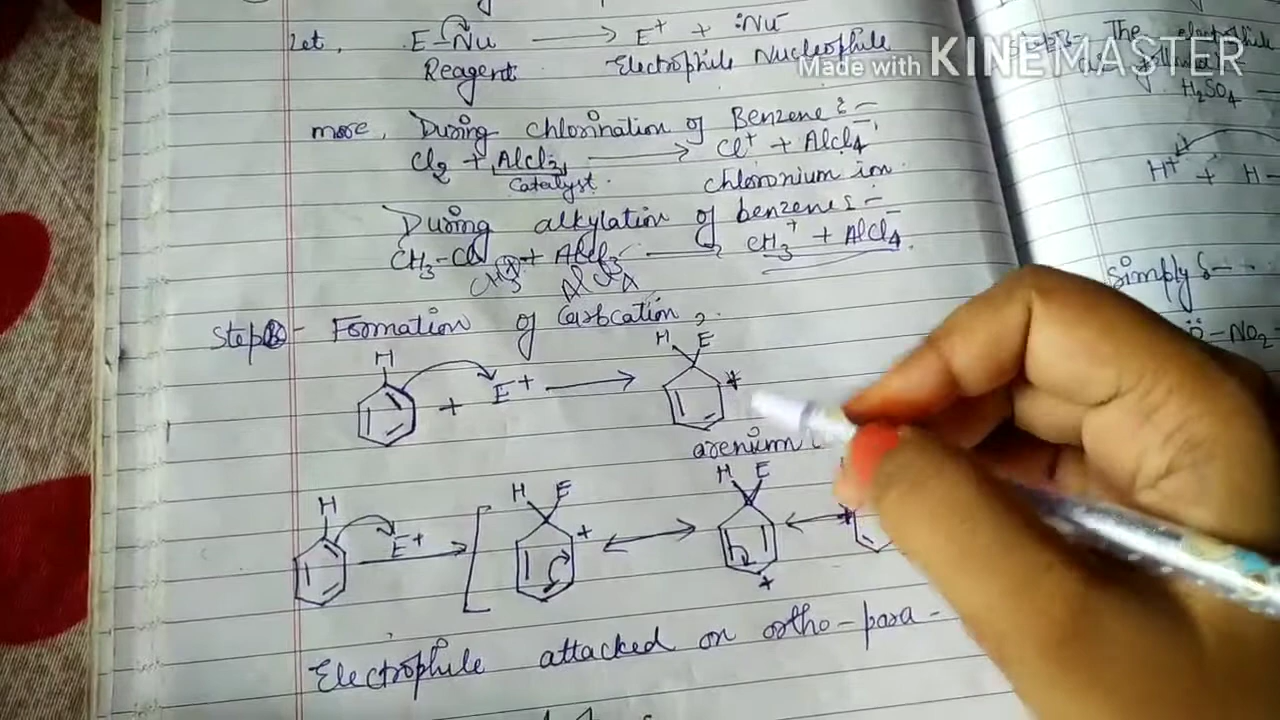 Let, E-Nu → E+ + :Nu-
Reagent Electrophile Nucleophile
Made with KINEMASTER
The electrophile
H2SO4
more, During chlorination of Benzene:-
Cl2 + AlCl3 → Cl+ + AlCl4-
Catalyst. chloronium ion.
H+ + H-
During alkylation of benzene:-
CH3-Cl + AlCl3 → CH3+ + AlCl4-.
Simply:-
Step - Formation of Carbcation,
-NO2
H H E
+ E+ → +
arenium
H H E H E
E+ → [ + ↔ + ↔ +
Electrophile attacked on ortho-para-